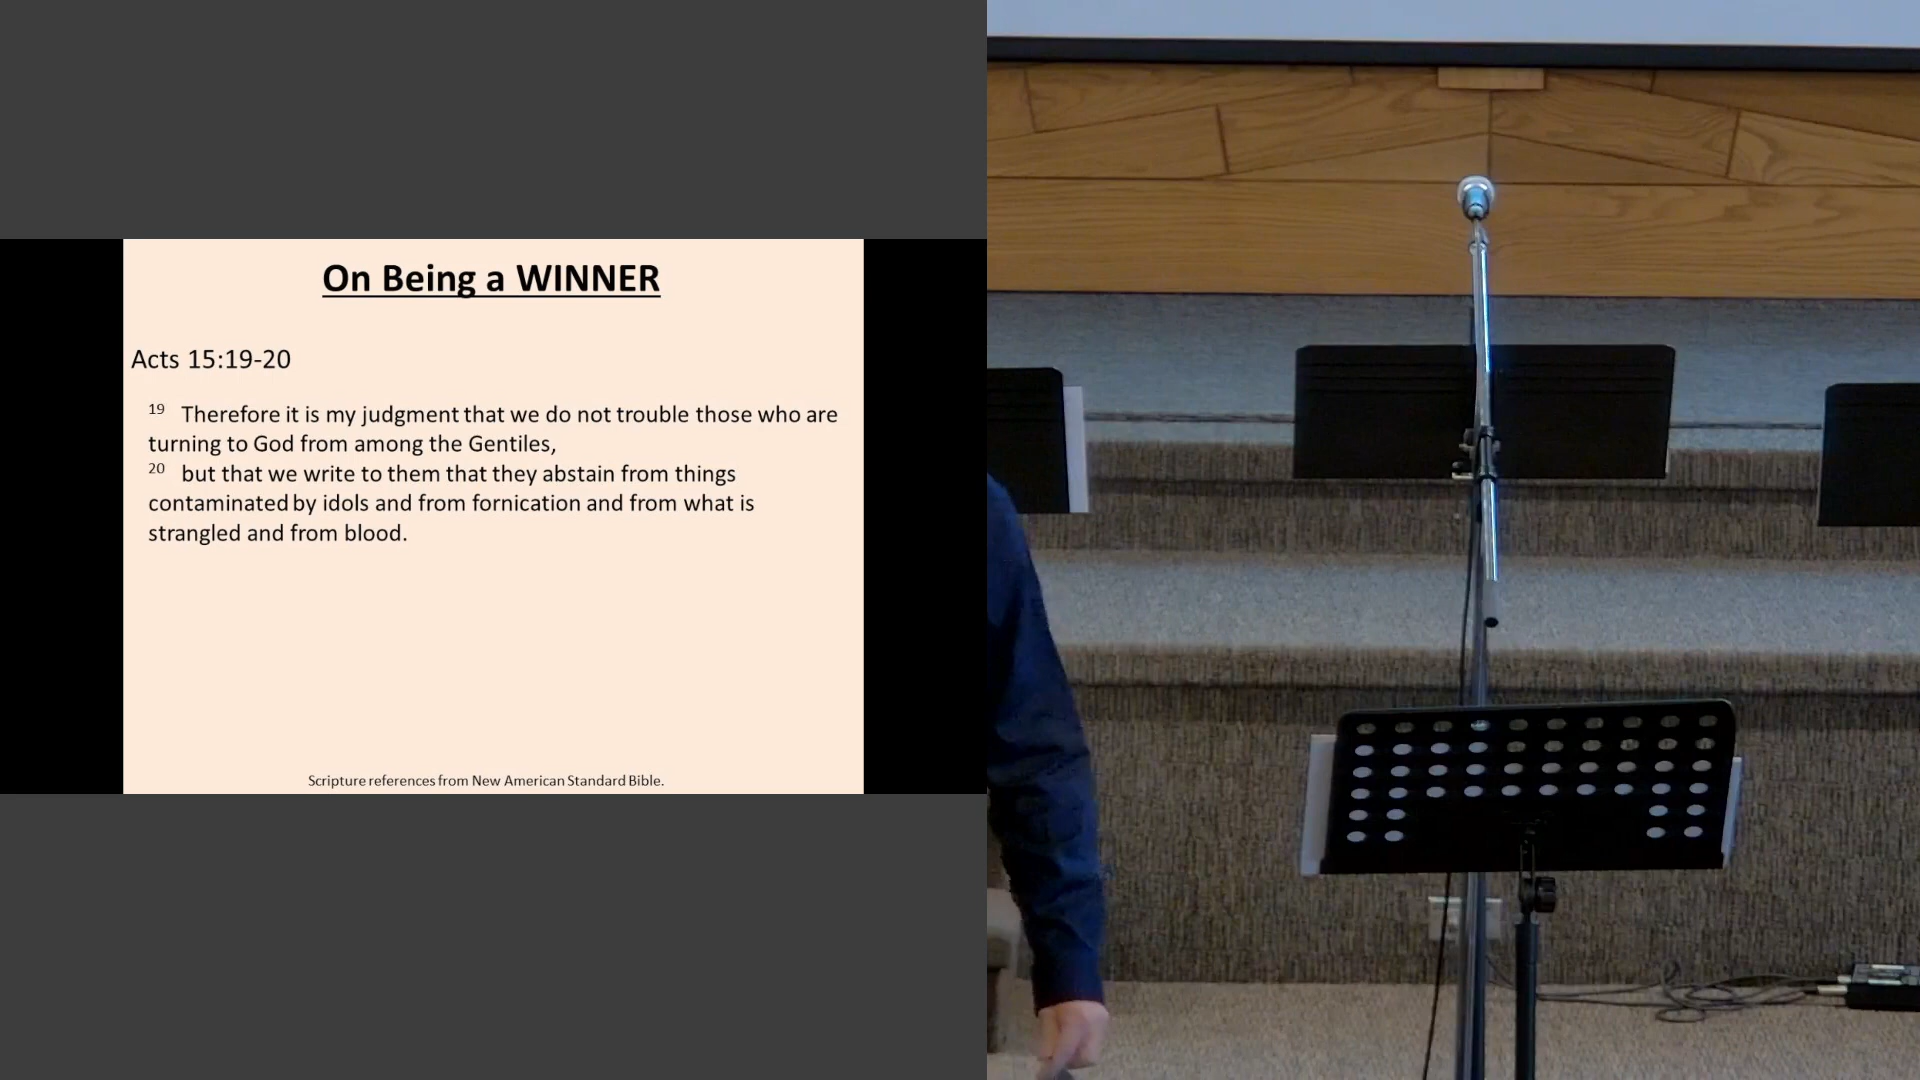 On Being a WINNER
Acts 15:19-20
19 Therefore it is my judgment that we do not trouble those who are
turning to God from among the Gentiles,
20 but that we write to them that they abstain from things
contaminated by idols and from fornication and from what is
strangled and from blood.
Scripture references from New American Standard Bible.